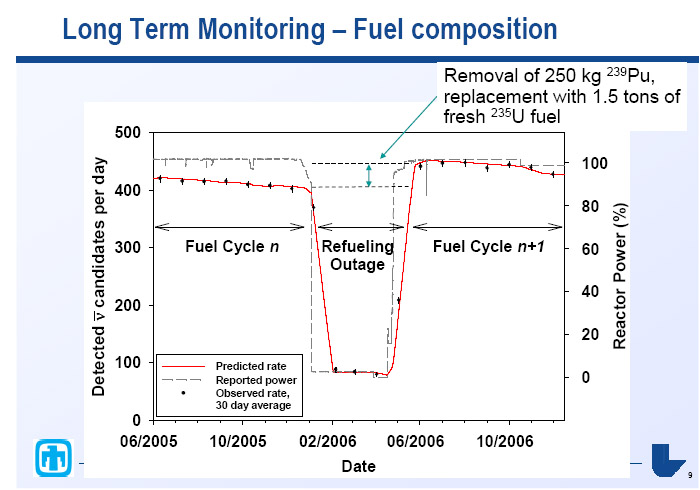 Long Term Monitoring – Fuel composition
Removal of 250 kg ²³⁹Pu,
replacement with 1.5 tons of
fresh ²³⁵U fuel
500
400
300
200
100
0
Detected ν̅ candidates per day
100
80
60
40
20
0
Reactor Power (%)
Fuel Cycle n
Refueling
Outage
Fuel Cycle n+1
Predicted rate
Reported power
Observed rate,
30 day average
06/2005
10/2005
02/2006
06/2006
10/2006
Date
9